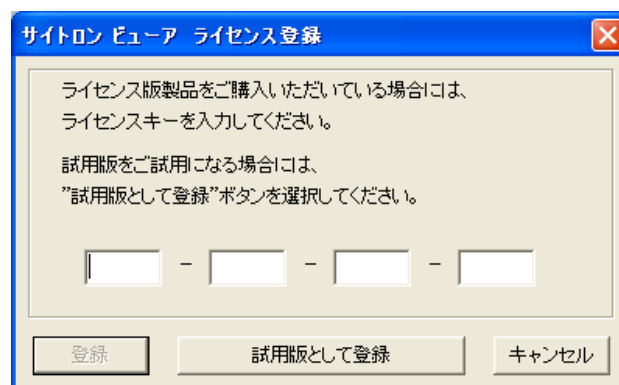 サイトロン ビューア ライセンス登録
ライセンス版製品をご購入いただいている場合には、
ライセンスキーを入力してください。
試用版をご試用になる場合には、
”試用版として登録”ボタンを選択してください。
- - -
登録 試用版として登録 キャンセル